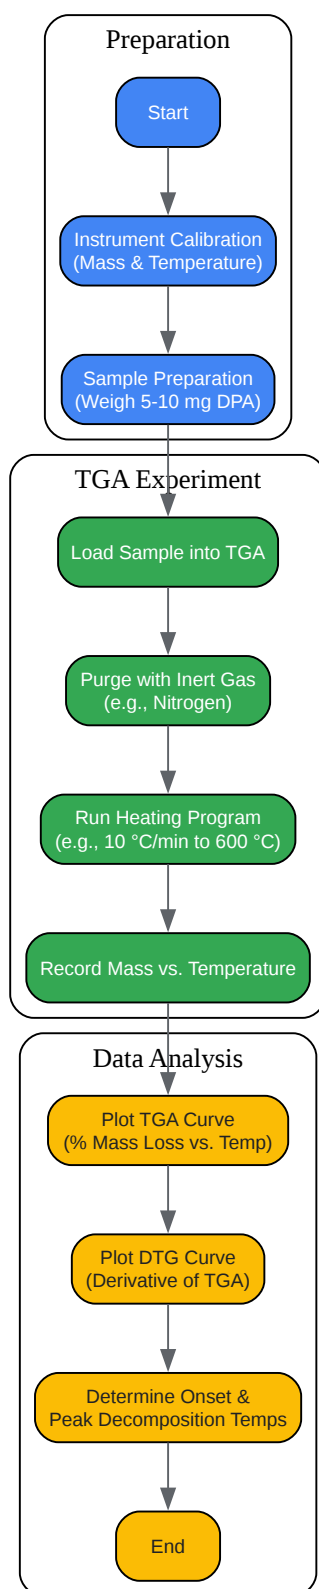 Preparation
Start
Instrument Calibration
(Mass & Temperature)
Sample Preparation
(Weigh 5-10 mg DPA)
TGA Experiment
Load Sample into TGA
Purge with Inert Gas
(e.g., Nitrogen)
Run Heating Program
(e.g., 10 °C/min to 600 °C)
Record Mass vs. Temperature
Data Analysis
Plot TGA Curve
(% Mass Loss vs. Temp)
Plot DTG Curve
(Derivative of TGA)
Determine Onset &
Peak Decomposition Temps
End